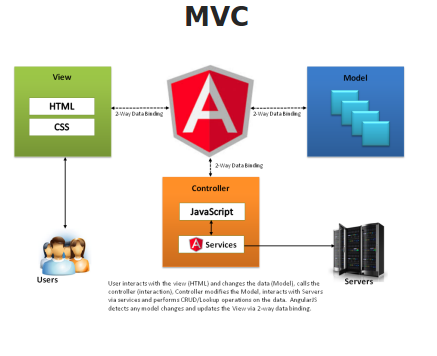 MVC
View
HTML
CSS
2-Way Data Binding
A
2-Way Data Binding
Model
2-Way Data Binding
Controller
JavaScript
A Services
Users
Servers
User interacts with the view (HTML) and changes the data (Model), calls the
controller (interaction), Controller modifies the Model, interacts with Servers
via services and performs CRUD/Lookup operations on the data. AngularJS
detects any model changes and updates the View via 2-way data binding.